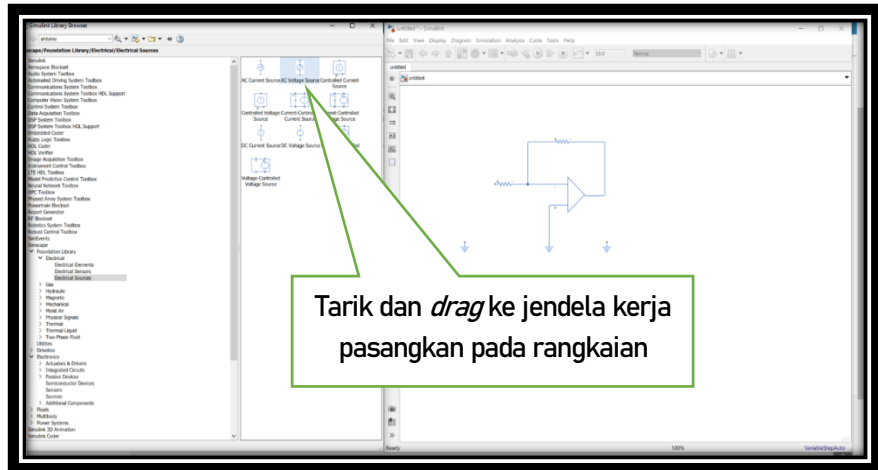 Simulink Library Browser
arduino
Simscape/Foundation Library/Electrical/Electrical Sources
Simulink
Aerospace Blockset
Audio System Toolbox
Automated Driving System Toolbox
Communications System Toolbox
Communications System Toolbox HDL Support
Computer Vision System Toolbox
Control System Toolbox
Data Acquisition Toolbox
DSP System Toolbox
DSP System Toolbox HDL Support
Embedded Coder
Fuzzy Logic Toolbox
HDL Coder
HDL Verifier
Image Acquisition Toolbox
Instrument Control Toolbox
LTE HDL Toolbox
Model Predictive Control Toolbox
Neural Network Toolbox
OPC Toolbox
Phased Array System Toolbox
Powertrain Blockset
Report Generator
RF Blockset
Robotics System Toolbox
Robust Control Toolbox
SimEvents
Simscape
Foundation Library
Electrical
Electrical Elements
Electrical Sensors
Electrical Sources
Gas
Hydraulic
Magnetic
Mechanical
Moist Air
Physical Signals
Thermal
Thermal Liquid
Two-Phase Fluid
Utilities
Driveline
Electronics
Actuators & Drivers
Integrated Circuits
Passive Devices
Semiconductor Devices
Sensors
Sources
Additional Components
Fluids
Multibody
Power Systems
Simulink 3D Animation
Simulink Coder
AC Current Source AC Voltage Source Controlled Current
Source
Controlled Voltage
Source
Current Source
Voltage Source
DC Current Source DC Voltage Source
Voltage-Controlled
Voltage Source
untitled * - Simulink
File Edit View Display Diagram Simulation Analysis Code Tools Help
10.0 Normal
untitled
untitled
Tarik dan drag ke jendela kerja
pasangkan pada rangkaian
Ready 100% VariableStepAuto